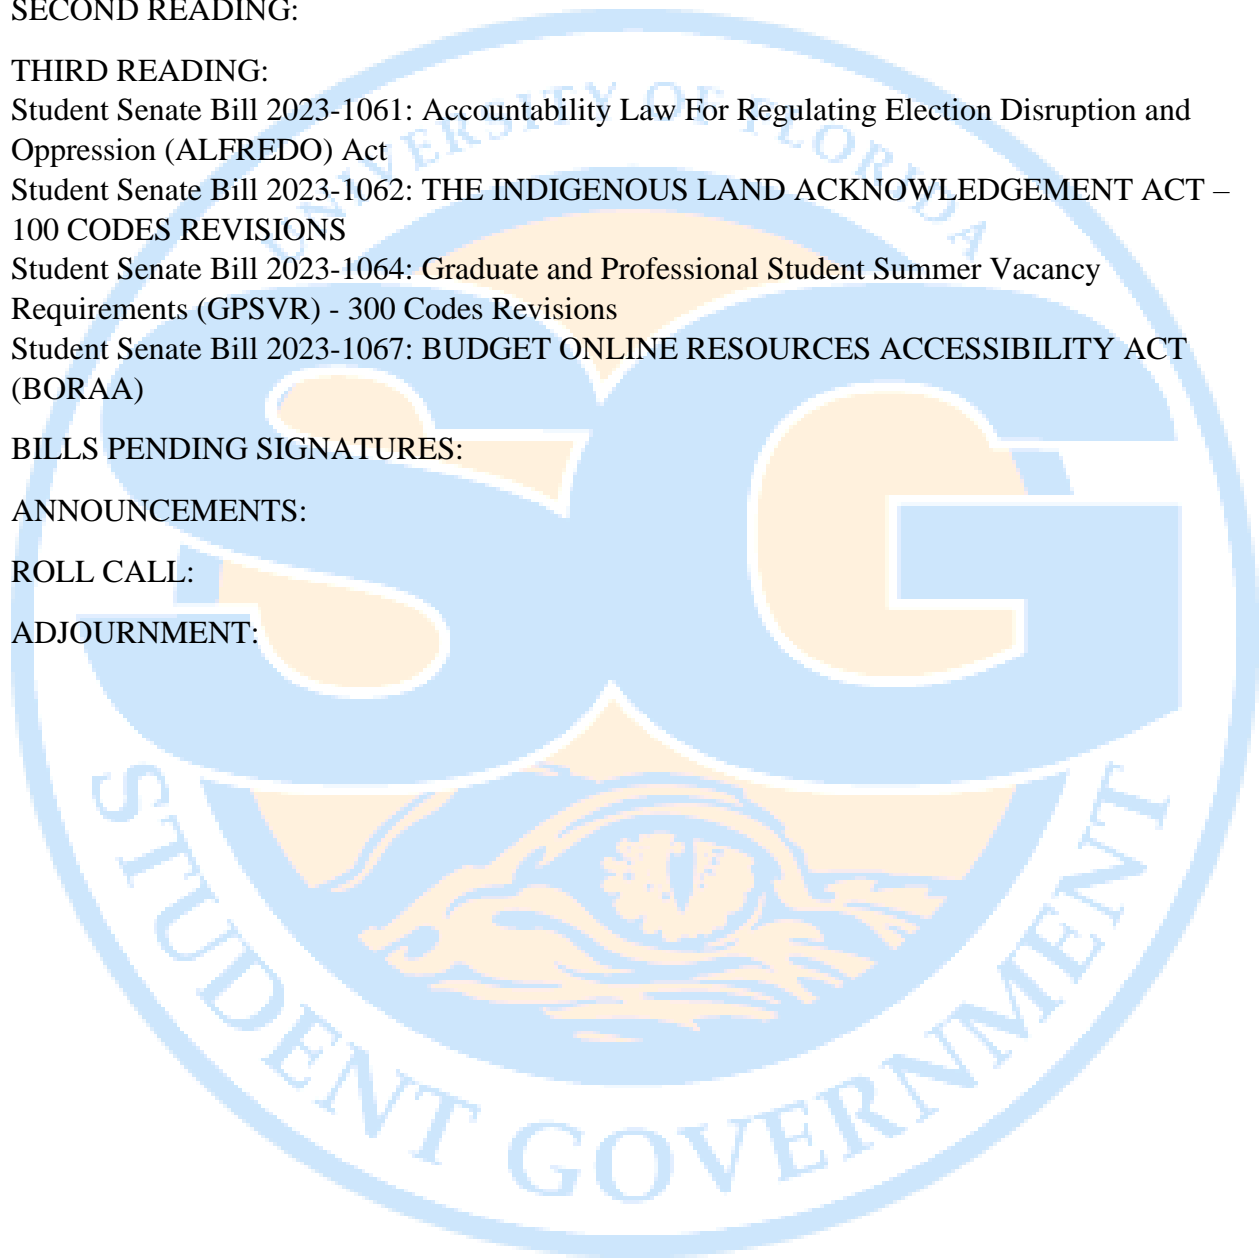 SECOND READING:
THIRD READING:
Student Senate Bill 2023-1061: Accountability Law For Regulating Election Disruption and
Oppression (ALFREDO) Act
Student Senate Bill 2023-1062: THE INDIGENOUS LAND ACKNOWLEDGEMENT ACT –
100 CODES REVISIONS
Student Senate Bill 2023-1064: Graduate and Professional Student Summer Vacancy
Requirements (GPSVR) - 300 Codes Revisions
Student Senate Bill 2023-1067: BUDGET ONLINE RESOURCES ACCESSIBILITY ACT
(BORAA)
BILLS PENDING SIGNATURES:
ANNOUNCEMENTS:
ROLL CALL:
ADJOURNMENT:
UNIVERSITY OF FLORIDA
SG
STUDENT GOVERNMENT